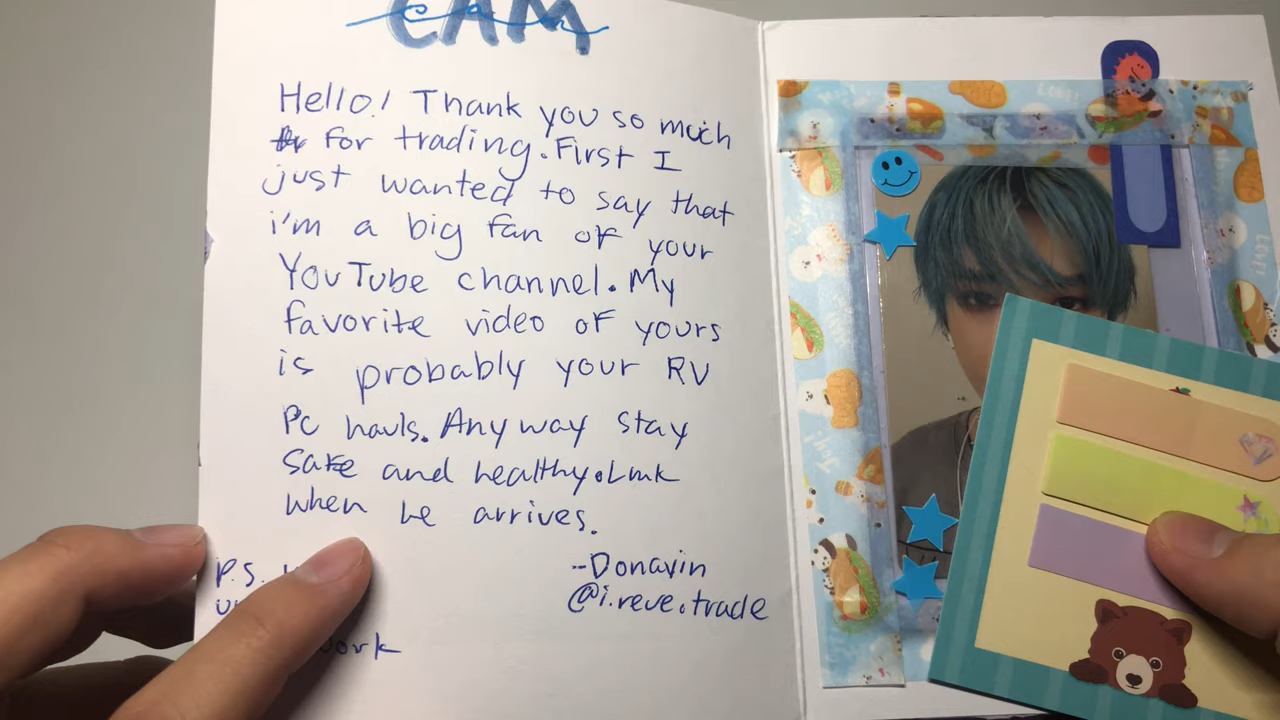 CAM
Hello! Thank you so much
for trading. First I
just wanted to say that
i'm a big fan of your
YouTube channel. My
favorite video of yours
is probably your RV
PC hauls. Anyway stay
safe and healthy. Lmk
when he arrives.
--Donavin
@i.reve.trade
P.S.
work